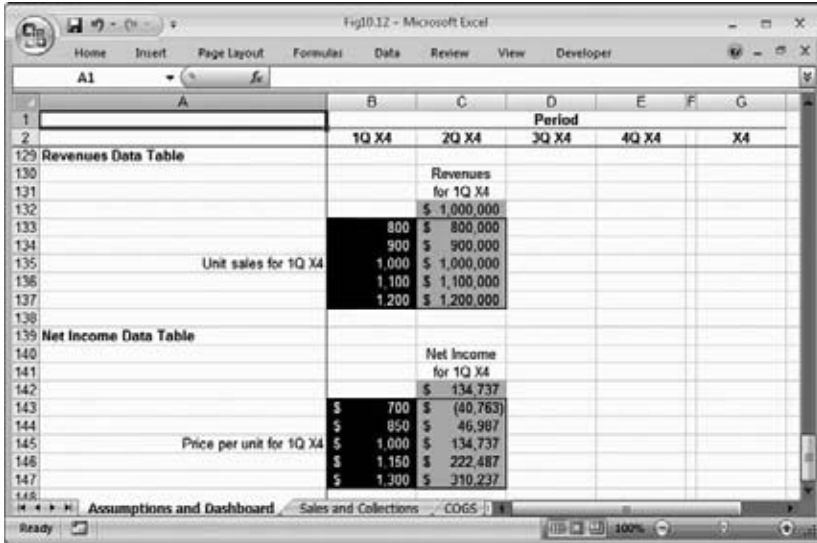 Fig10.12 - Microsoft Excel
Home Insert Page Layout Formulas Data Review View Developer
A1 fx
A B C D E F G
1 Period
2 1Q X4 2Q X4 3Q X4 4Q X4 X4
129 Revenues Data Table
130 Revenues
131 for 1Q X4
132 $ 1,000,000
133 800 $ 800,000
134 900 $ 900,000
135 Unit sales for 1Q X4 1,000 $ 1,000,000
136 1,100 $ 1,100,000
137 1,200 $ 1,200,000
138
139 Net Income Data Table
140 Net Income
141 for 1Q X4
142 $ 134,737
143 $ 700 $ (40,763)
144 $ 850 $ 46,987
145 Price per unit for 1Q X4 $ 1,000 $ 134,737
146 $ 1,150 $ 222,487
147 $ 1,300 $ 310,237
148
Assumptions and Dashboard Sales and Collections COGS
Ready 100%